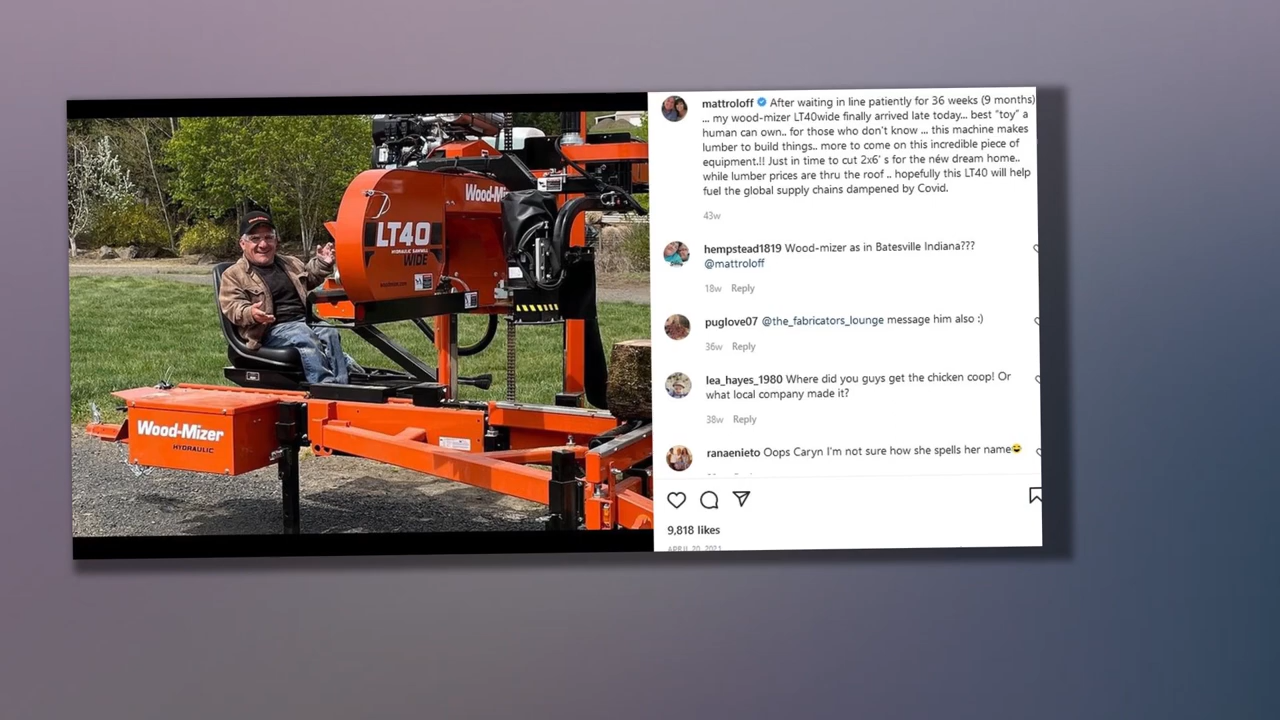 Wood-Mi
LT40
HYDRAULIC SAWMILL
WIDE
Wood-Mizer
HYDRAULIC
mattroloff After waiting in line patiently for 36 weeks (9 months)
... my wood-mizer LT40wide finally arrived late today... best "toy" a
human can own.. for those who don't know ... this machine makes
lumber to build things.. more to come on this incredible piece of
equipment.!! Just in time to cut 2x6' s for the new dream home..
while lumber prices are thru the roof .. hopefully this LT40 will help
fuel the global supply chains dampened by Covid.
43w
hempstead1819 Wood-mizer as in Batesville Indiana???
@mattroloff
18w Reply
puglove07 @the_fabricators_lounge message him also :)
36w Reply
lea_hayes_1980 Where did you guys get the chicken coop! Or
what local company made it?
38w Reply
ranaenieto Oops Caryn I'm not sure how she spells her name😅
9,818 likes
APRIL 20, 2021